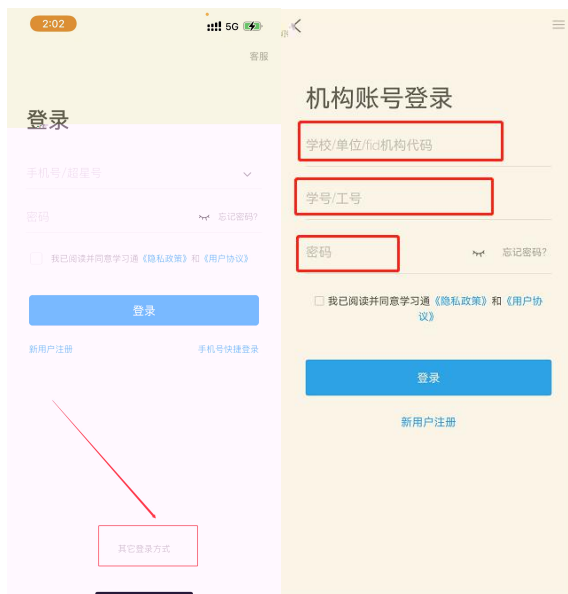 2:02
5G
客服
登录
手机号/超星号
密码
忘记密码?
我已阅读并同意学习通《隐私政策》和《用户协议》
登录
新用户注册
手机号快捷登录
其它登录方式
机构账号登录
学校/单位/fid机构代码
学号/工号
密码
忘记密码?
我已阅读并同意学习通《隐私政策》和《用户协
议》
登录
新用户注册